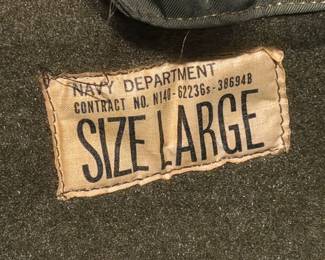 NAVY DEPARTMENT
CONTRACT NO. N140-62236s-38694B
SIZE LARGE